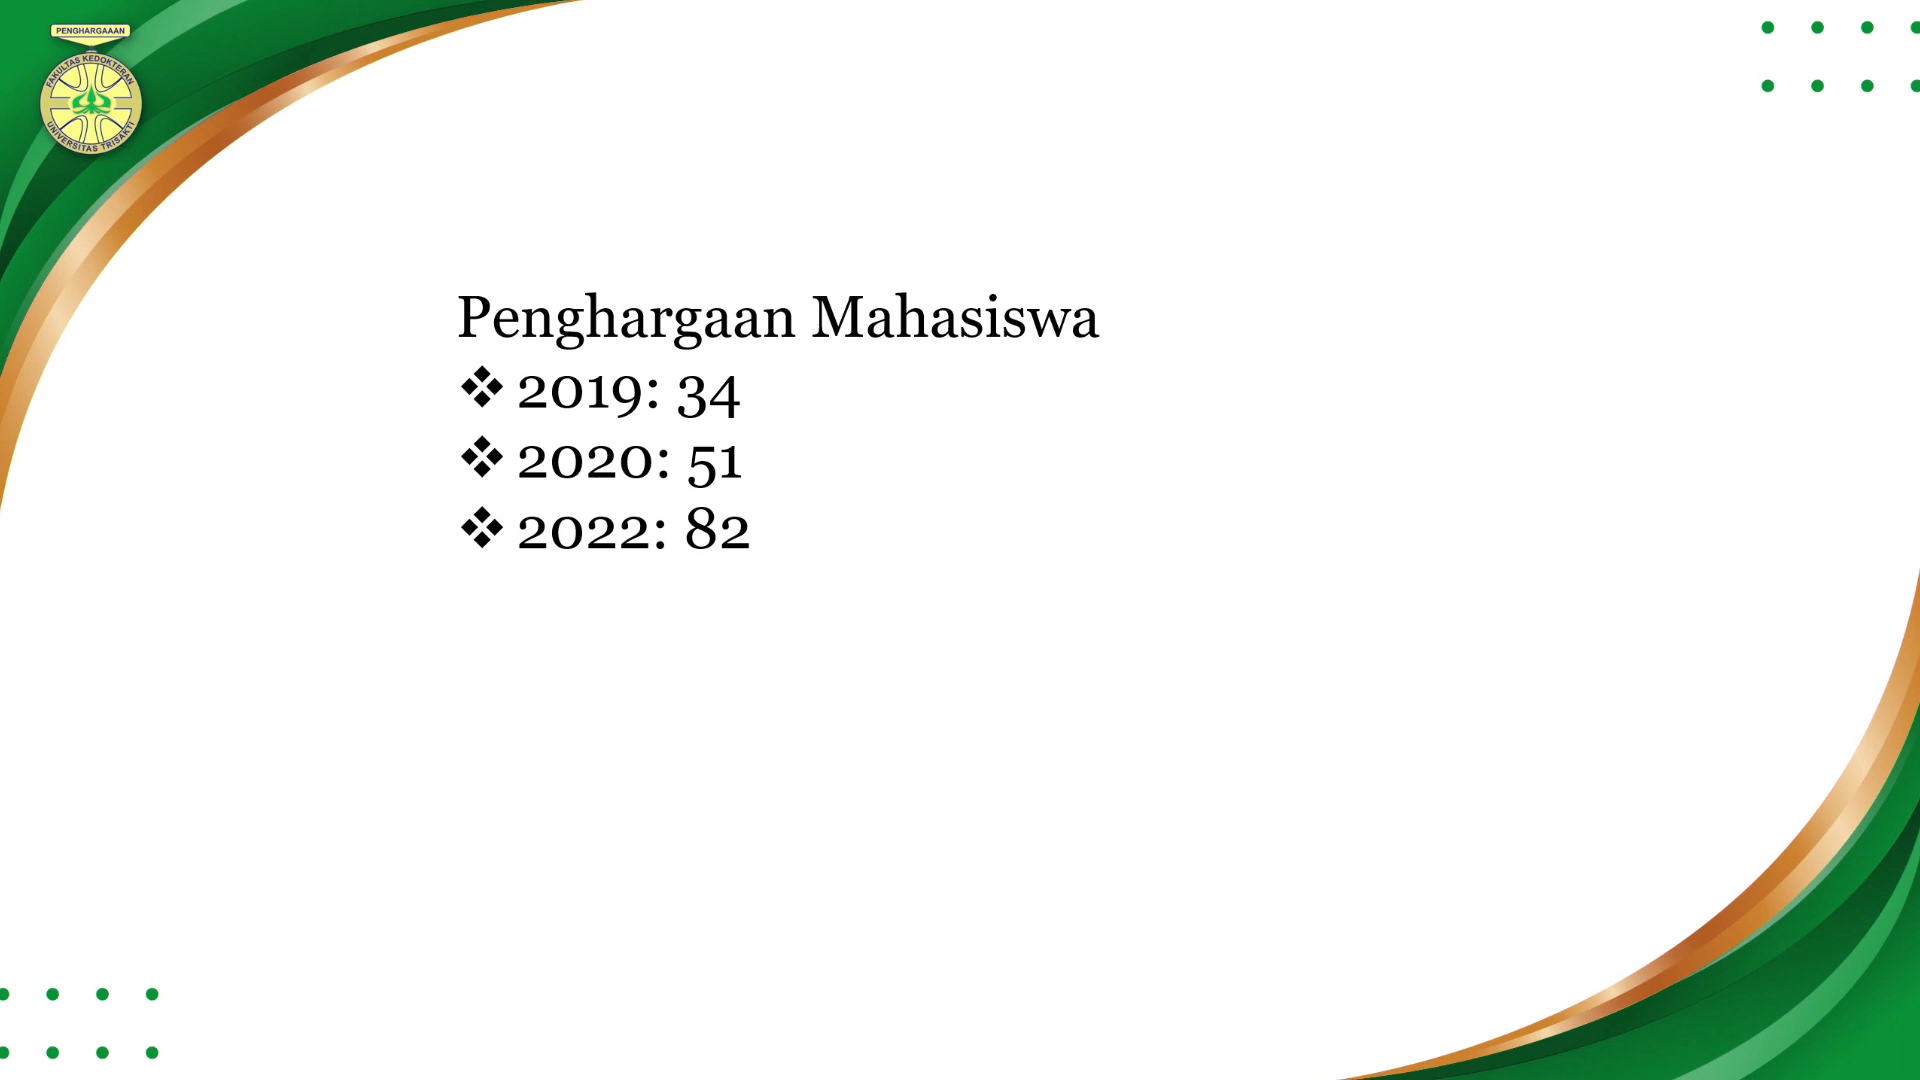 PENGHARGAAAN
FAKULTAS KEDOKTERAN
UNIVERSITAS TRISAKTI
Penghargaan Mahasiswa
❖ 2019: 34
❖ 2020: 51
❖ 2022: 82